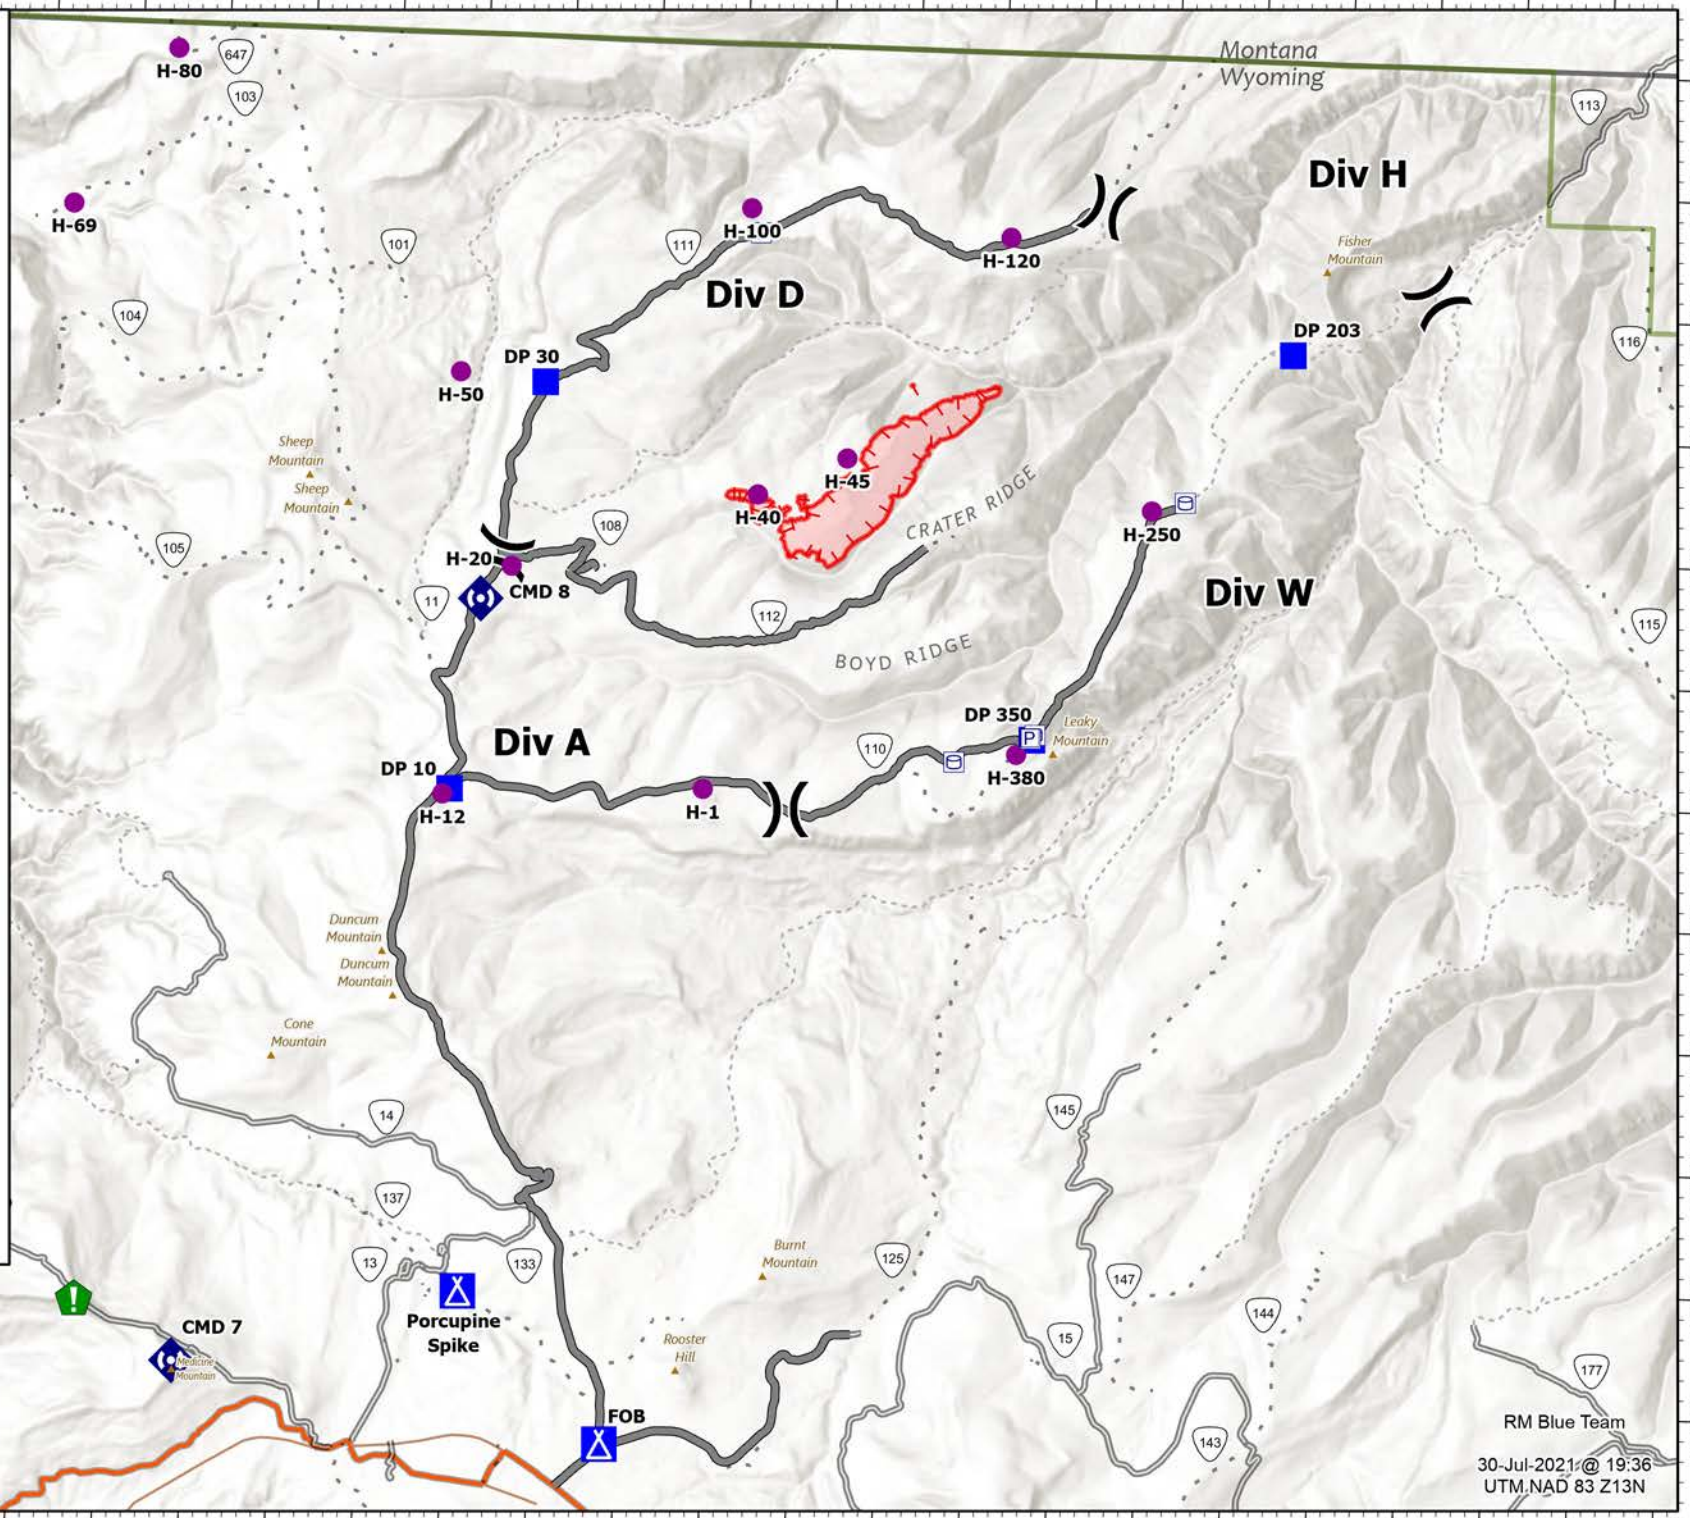 Montana
Wyoming
647
H-80
103
113
Div H
H-69
H-100
101
111
H-120
Fisher
Mountain
Div D
104
DP 203
116
DP 30
H-50
Sheep
Mountain
Sheep
Mountain
H-45
H-40
CRATER RIDGE
108
H-250
105
H-20
CMD 8
11
112
Div W
115
BOYD RIDGE
DP 350
P
Leaky
Mountain
Div A
110
DP 10
H-380
H-12
H-1
Duncum
Mountain
Duncum
Mountain
Cone
Mountain
14
145
137
13
133
Burnt
Mountain
125
147
144
Porcupine
Spike
CMD 7
Medicine
Mountain
Rooster
Hill
15
177
FOB
143
RM Blue Team
30-Jul-2021 @ 19:36
UTM NAD 83 Z13N